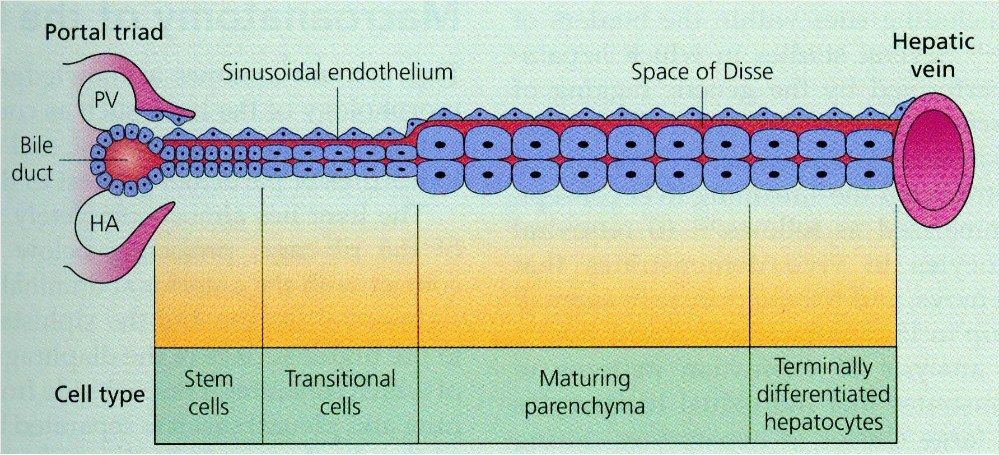 Portal triad
Hepatic
vein
Sinusoidal endothelium
Space of Disse
PV
Bile
duct
HA
Cell type
Stem
cells
Transitional
cells
Maturing
parenchyma
Terminally
differentiated
hepatocytes